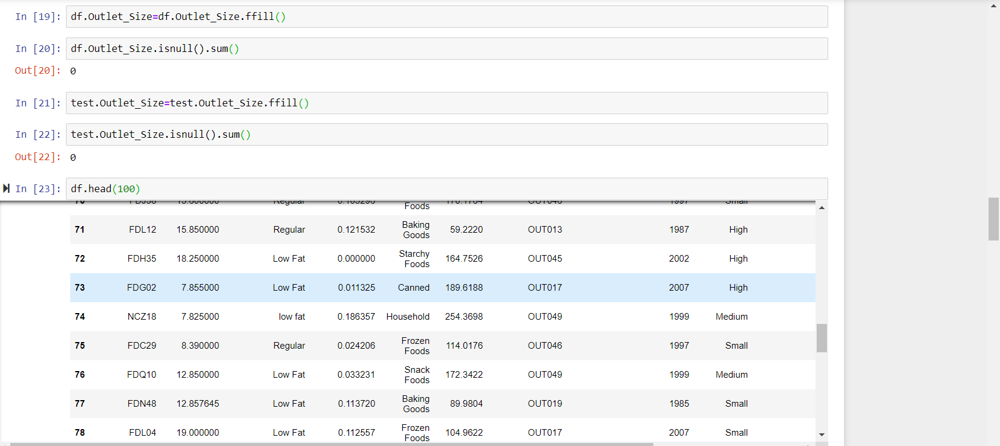 In [19]: df.Outlet_Size=df.Outlet_Size.ffill()
In [20]: df.Outlet_Size.isnull().sum()
Out[20]: 0
In [21]: test.Outlet_Size=test.Outlet_Size.ffill()
In [22]: test.Outlet_Size.isnull().sum()
Out[22]: 0
In [23]: df.head(100)
Regular Foods 1997 Small
71 FDL12 15.850000 Regular 0.121532 Baking Goods 59.2220 OUT013 1987 High
72 FDH35 18.250000 Low Fat 0.000000 Starchy Foods 164.7526 OUT045 2002 High
73 FDG02 7.855000 Low Fat 0.011325 Canned 189.6188 OUT017 2007 High
74 NCZ18 7.825000 low fat 0.186357 Household 254.3698 OUT049 1999 Medium
75 FDC29 8.390000 Regular 0.024206 Frozen Foods 114.0176 OUT046 1997 Small
76 FDQ10 12.850000 Low Fat 0.033231 Snack Foods 172.3422 OUT049 1999 Medium
77 FDN48 12.857645 Low Fat 0.113720 Baking Goods 89.9804 OUT019 1985 Small
78 FDL04 19.000000 Low Fat 0.112557 Frozen Foods 104.9622 OUT017 2007 Small